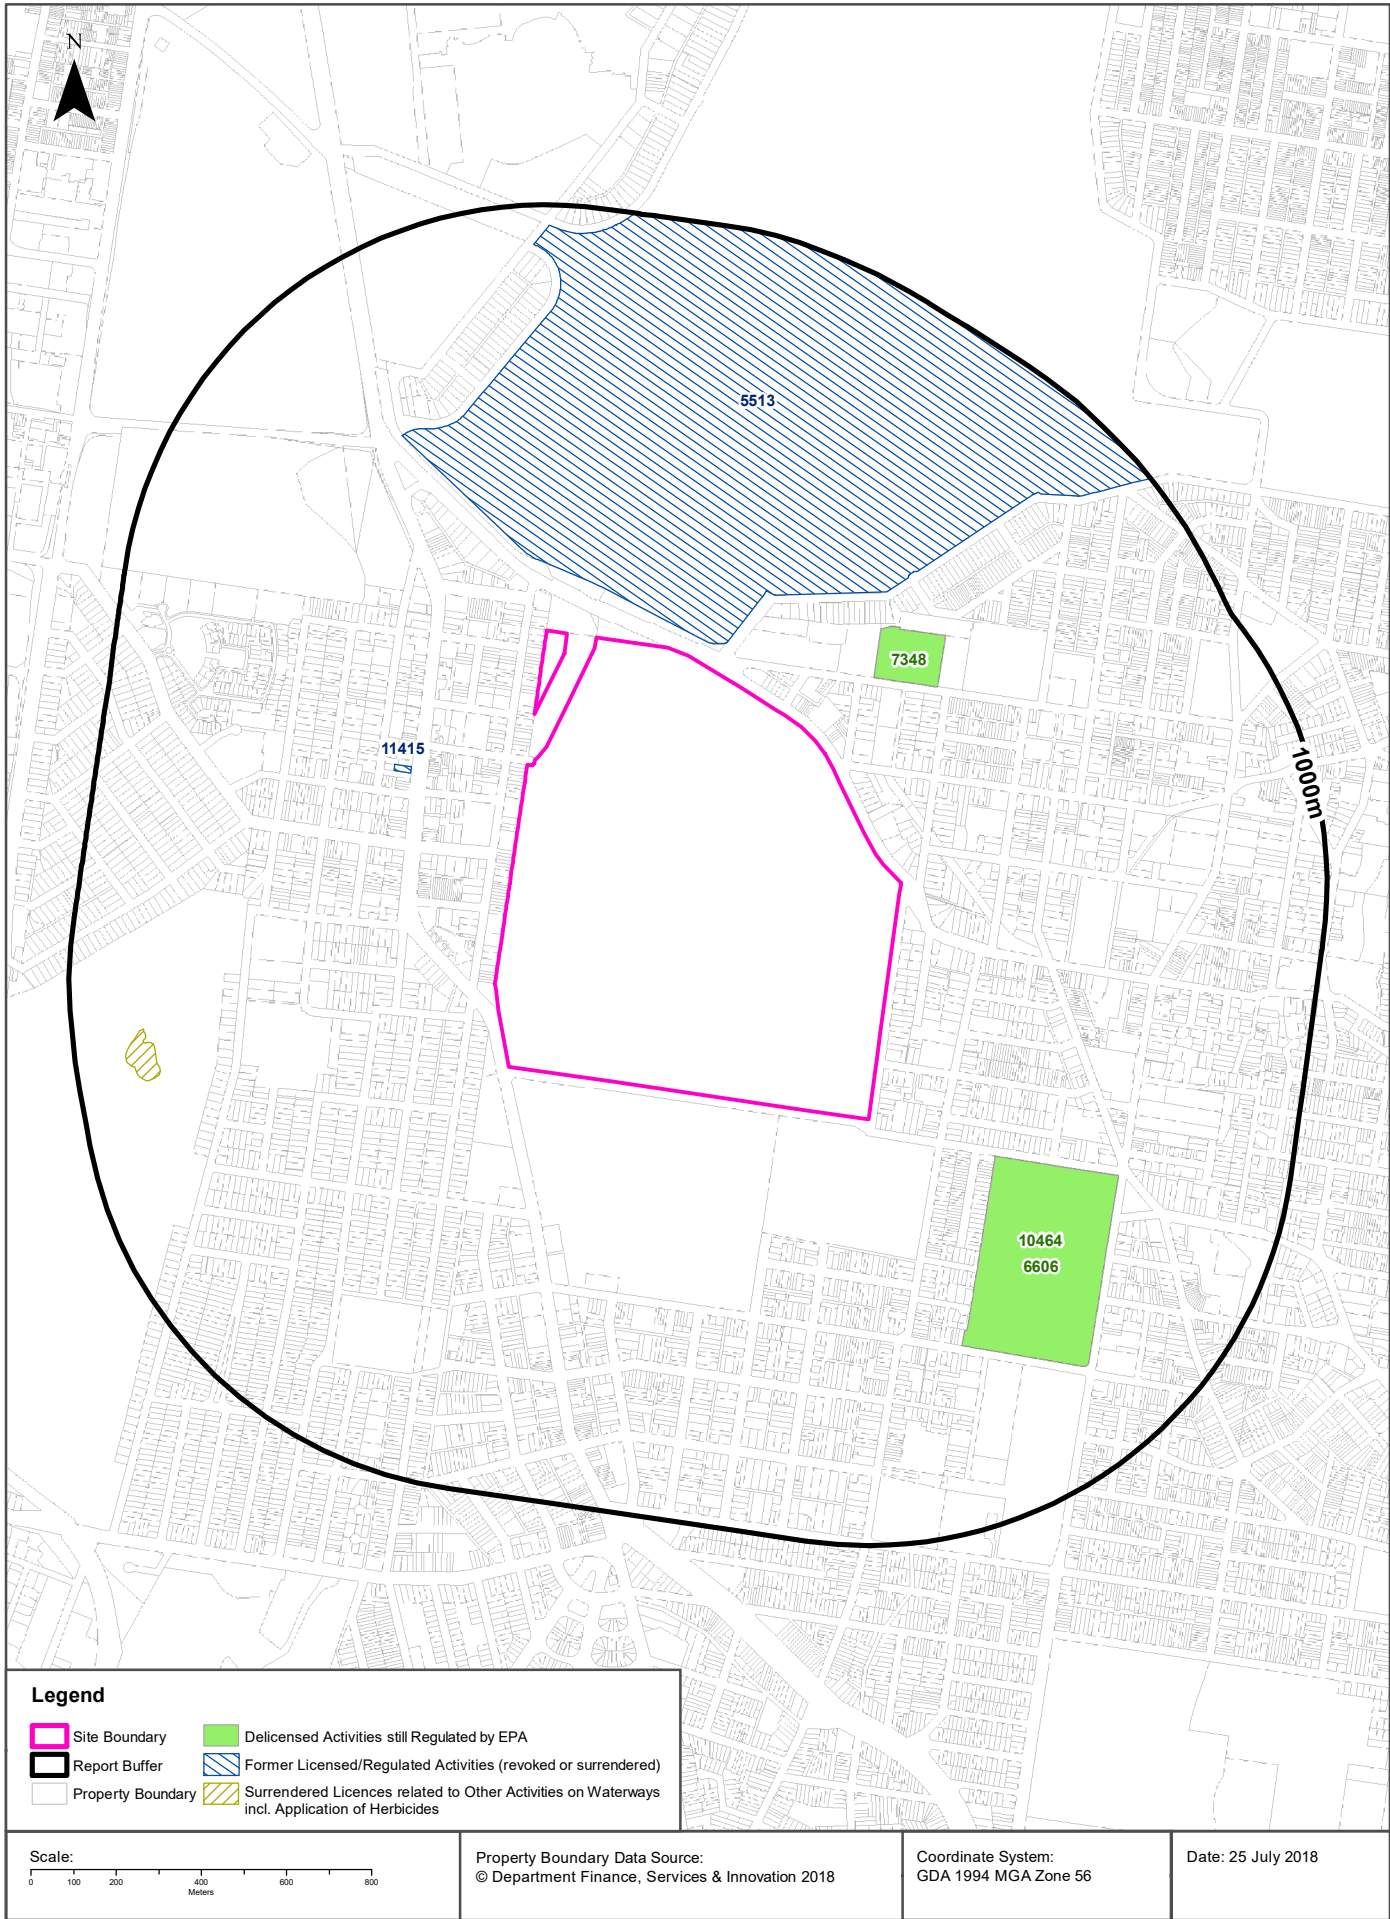 N
5513
7348
11415
1000m
10464
6606
Legend
Site Boundary
Report Buffer
Property Boundary
Delicensed Activities still Regulated by EPA
Former Licensed/Regulated Activities (revoked or surrendered)
Surrendered Licences related to Other Activities on Waterways
incl. Application of Herbicides
Scale:
0 100 200 400 600 800
Meters
Property Boundary Data Source:
© Department Finance, Services & Innovation 2018
Coordinate System:
GDA 1994 MGA Zone 56
Date: 25 July 2018